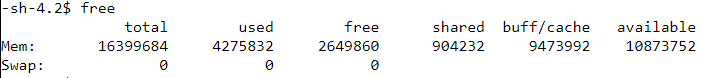 -sh-4.2$ free
total used free shared buff/cache available
Mem: 16399684 4275832 2649860 904232 9473992 10873752
Swap: 0 0 0